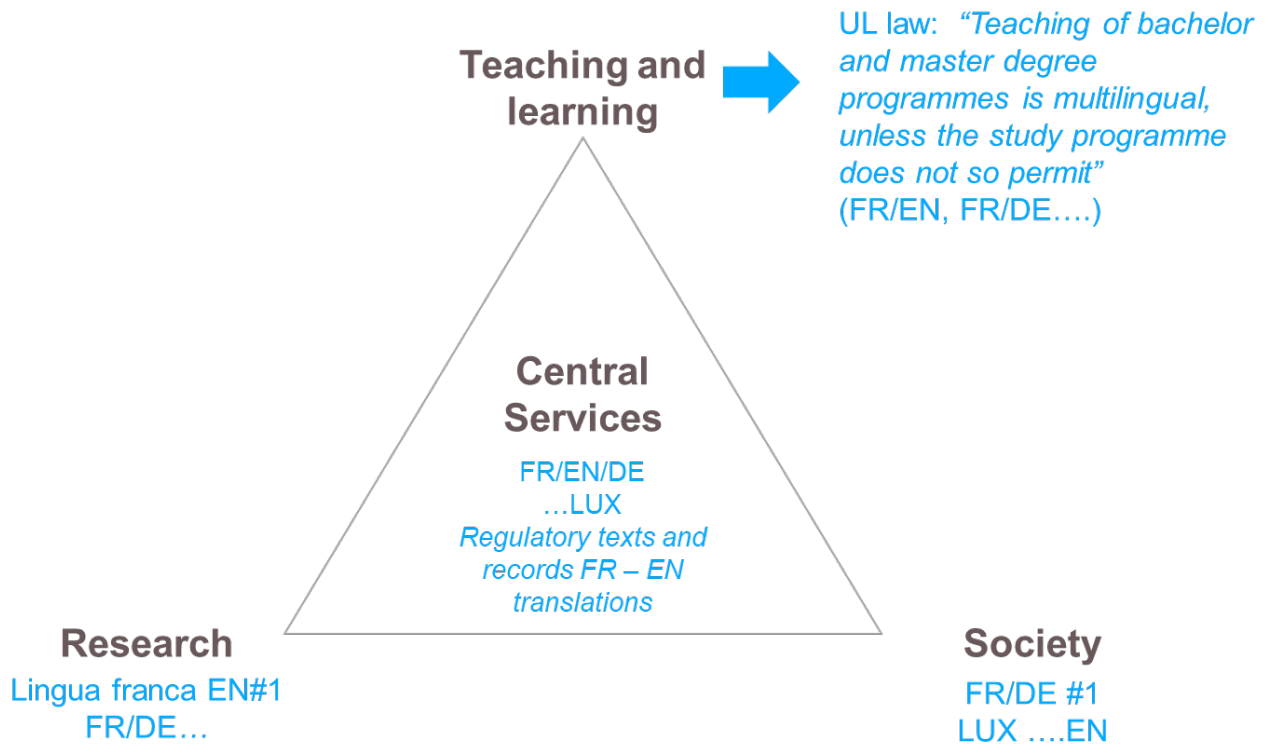 Teaching and
learning
UL law: “Teaching of bachelor
and master degree
programmes is multilingual,
unless the study programme
does not so permit”
(FR/EN, FR/DE….)
Central
Services
FR/EN/DE
…LUX
Regulatory texts and
records FR – EN
translations
Research
Lingua franca EN#1
FR/DE…
Society
FR/DE #1
LUX ….EN